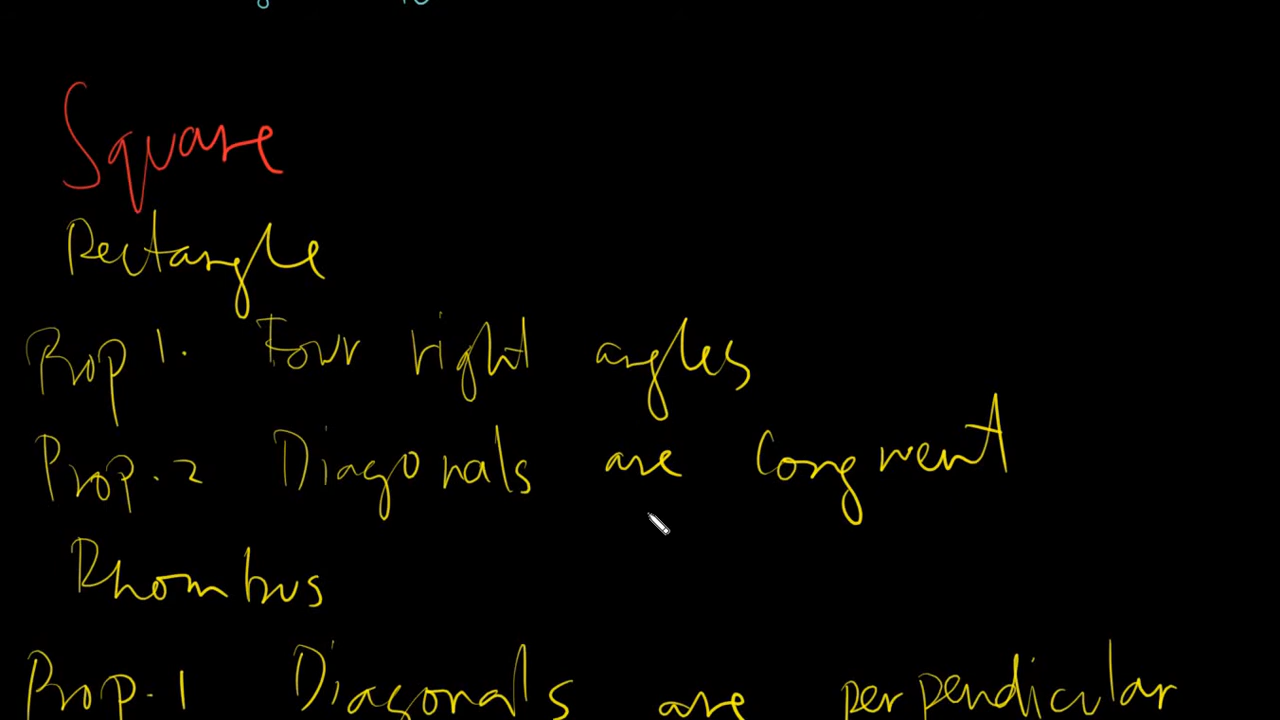 Square
Rectangle
Prop 1. Four right angles
Prop. 2 Diagonals are congruent
Rhombus
Prop. 1 Diagonals are perpendicular